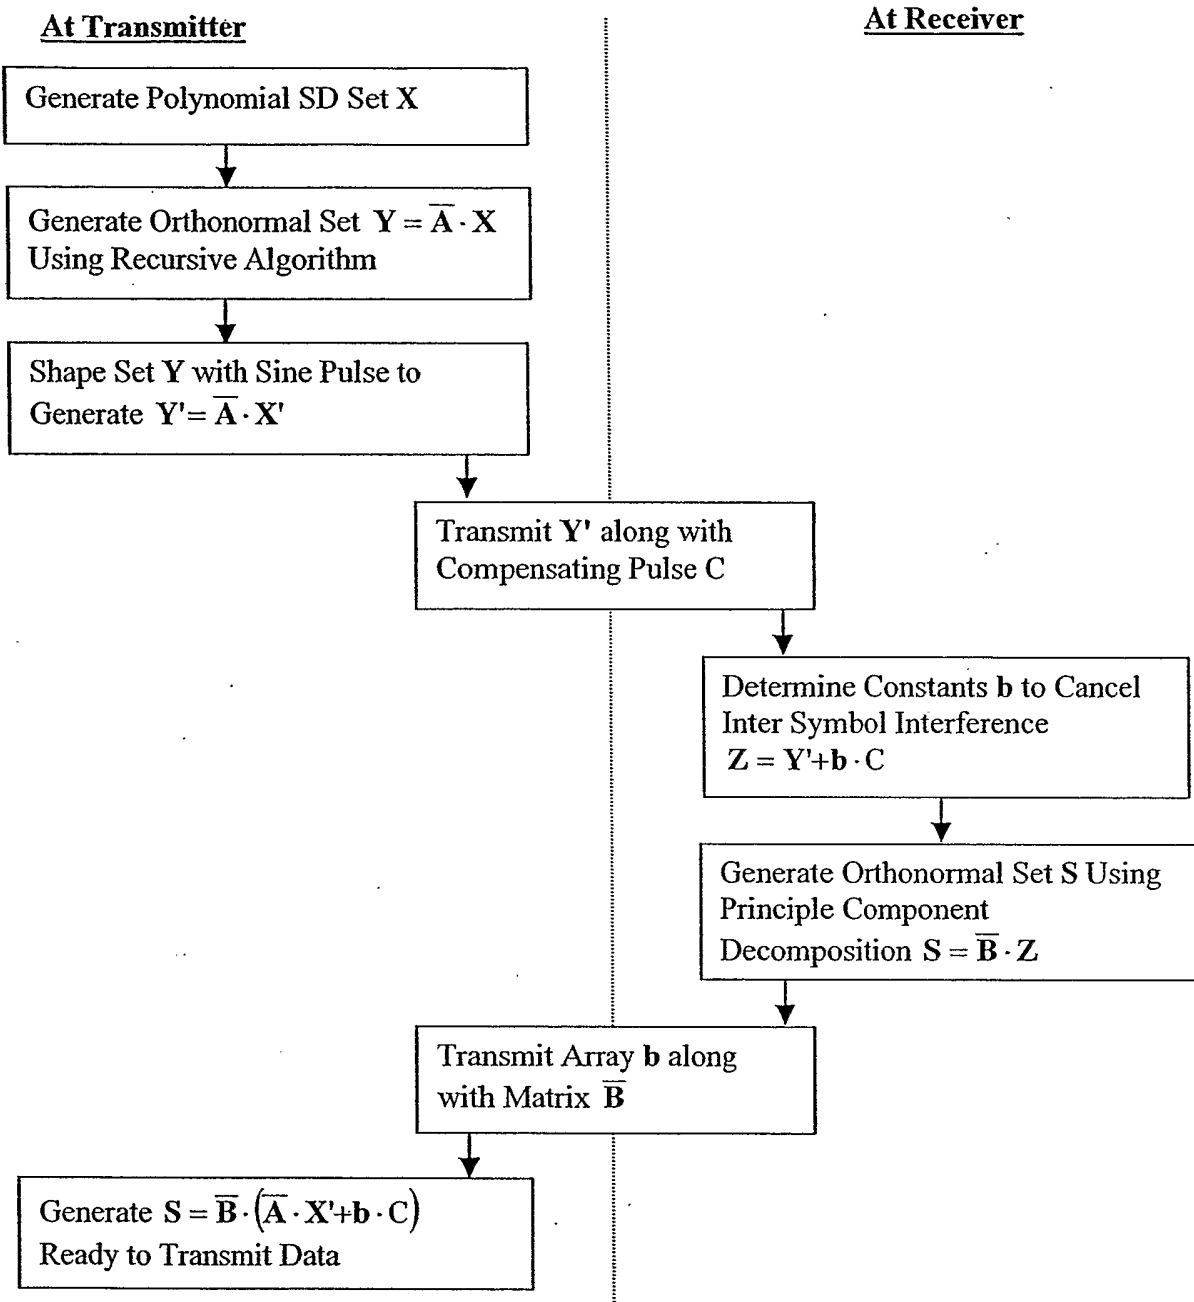 At Transmitter
At Receiver
Generate Polynomial SD Set X
Generate Orthonormal Set Y = A̅ · X
Using Recursive Algorithm
Shape Set Y with Sine Pulse to
Generate Y'= A̅ · X'
Transmit Y' along with
Compensating Pulse C
Determine Constants b to Cancel
Inter Symbol Interference
Z = Y'+b · C
Generate Orthonormal Set S Using
Principle Component
Decomposition S = B̅ · Z
Transmit Array b along
with Matrix B̅
Generate S = B̅ · (A̅ · X'+b · C)
Ready to Transmit Data